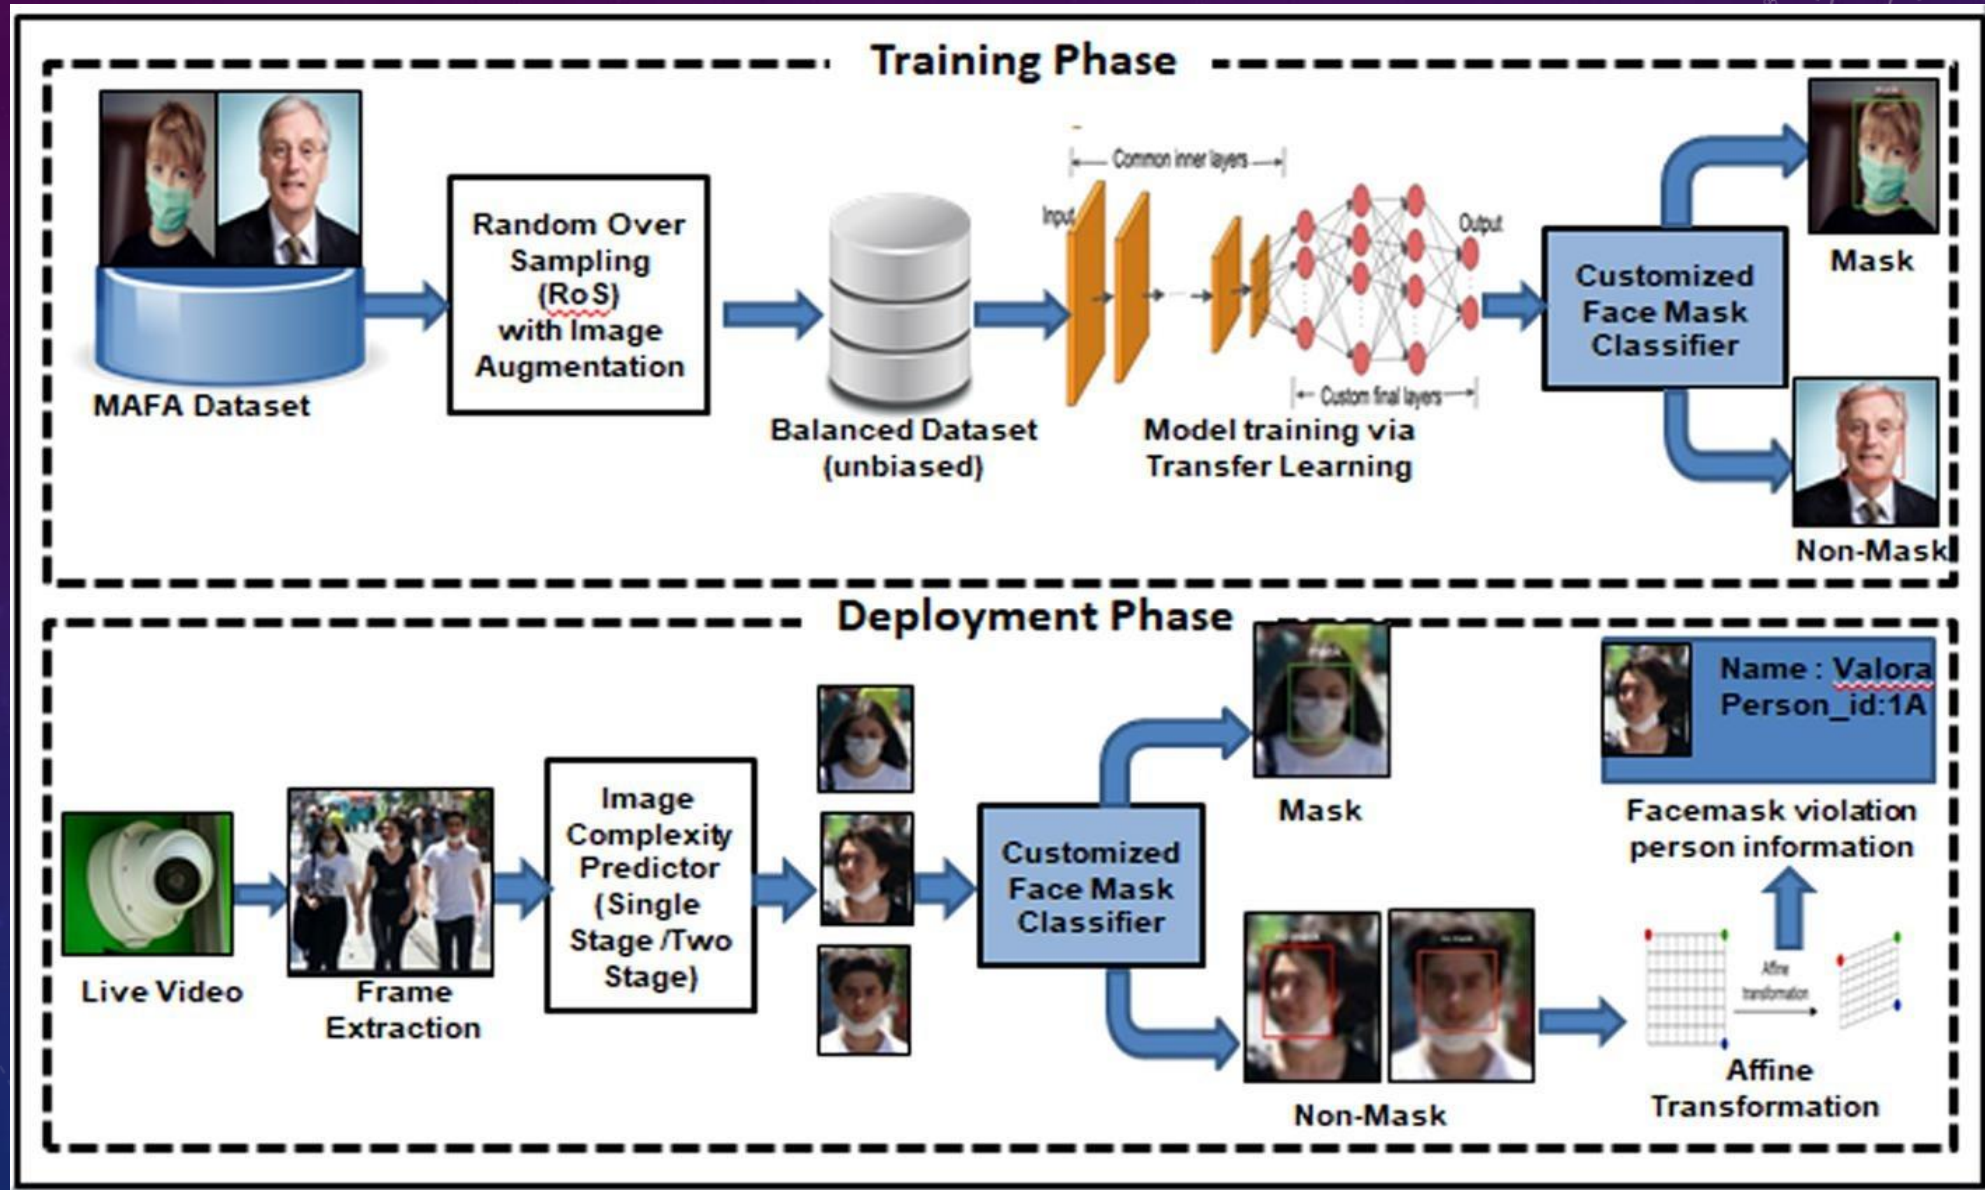 Training Phase
MAFA Dataset
Random Over
Sampling
(RoS)
with Image
Augmentation
Balanced Dataset
(unbiased)
Common inner layers
Input
Output
Custom final layers
Model training via
Transfer Learning
Customized
Face Mask
Classifier
Mask
Non-Mask
Deployment Phase
Live Video
Frame
Extraction
Image
Complexity
Predictor
(Single
Stage /Two
Stage)
Customized
Face Mask
Classifier
Mask
Non-Mask
Affine
transformation
Affine
Transformation
Facemask violation
person information
Name : Valora
Person_id:1A